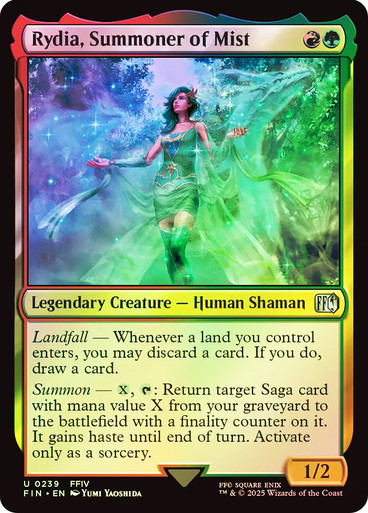 Rydia, Summoner of Mist
Legendary Creature — Human Shaman
FFIV
Landfall — Whenever a land you control
enters, you may discard a card. If you do,
draw a card.
Summon — X, : Return target Saga card
with mana value X from your graveyard to
the battlefield with a finality counter on it.
It gains haste until end of turn. Activate
only as a sorcery.
1/2
U 0239 FFIV
FIN • EN Yumi Yaoshida
FF© SQUARE ENIX
™ & © 2025 Wizards of the Coast